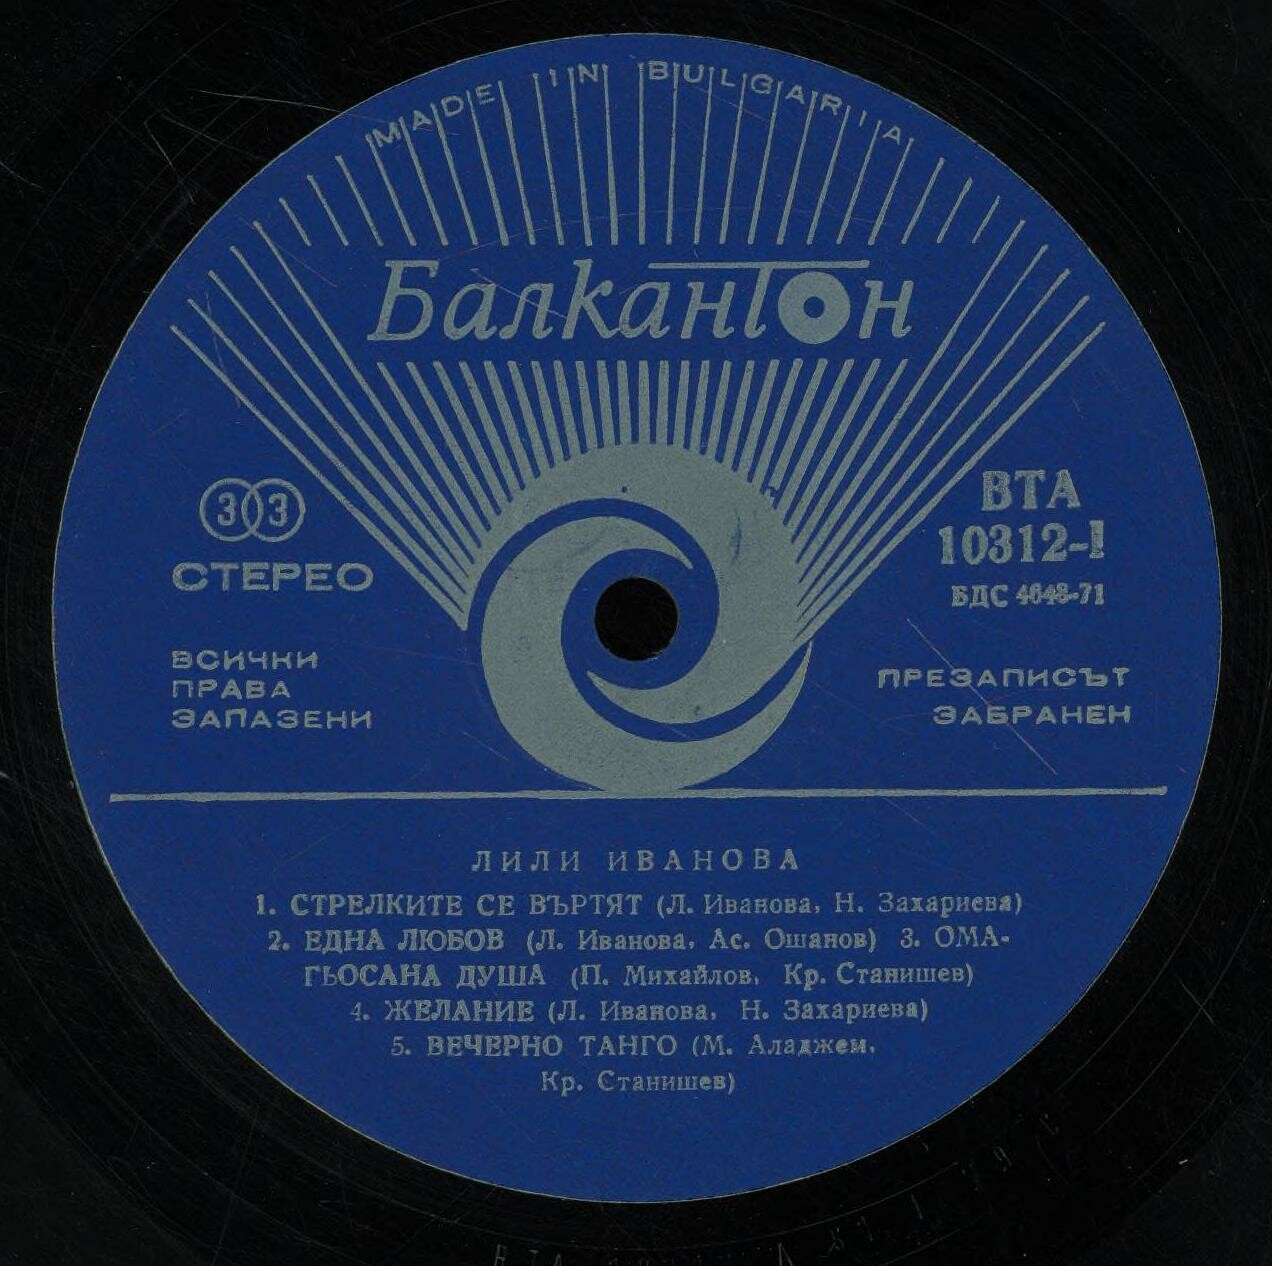 MADE IN BULGARIA
Балкантон
33
СТЕРЕО
ВСИЧКИ
ПРАВА
ЗАПАЗЕНИ
ВТА
10312-I
БДС 4648-71
ПРЕЗАПИСЪТ
ЗАБРАНЕН
ЛИЛИ ИВАНОВА
1. СТРЕЛКИТЕ СЕ ВЪРТЯТ (Л. Иванова, Н. Захариева)
2. ЕДНА ЛЮБОВ (Л. Иванова, Ас. Ошанов) 3. ОМА-
ГЬОСАНА ДУША (П. Михайлов, Кр. Станишев)
4. ЖЕЛАНИЕ (Л. Иванова, Н. Захариева)
5. ВЕЧЕРНО ТАНГО (М. Аладжем,
Кр. Станишев)